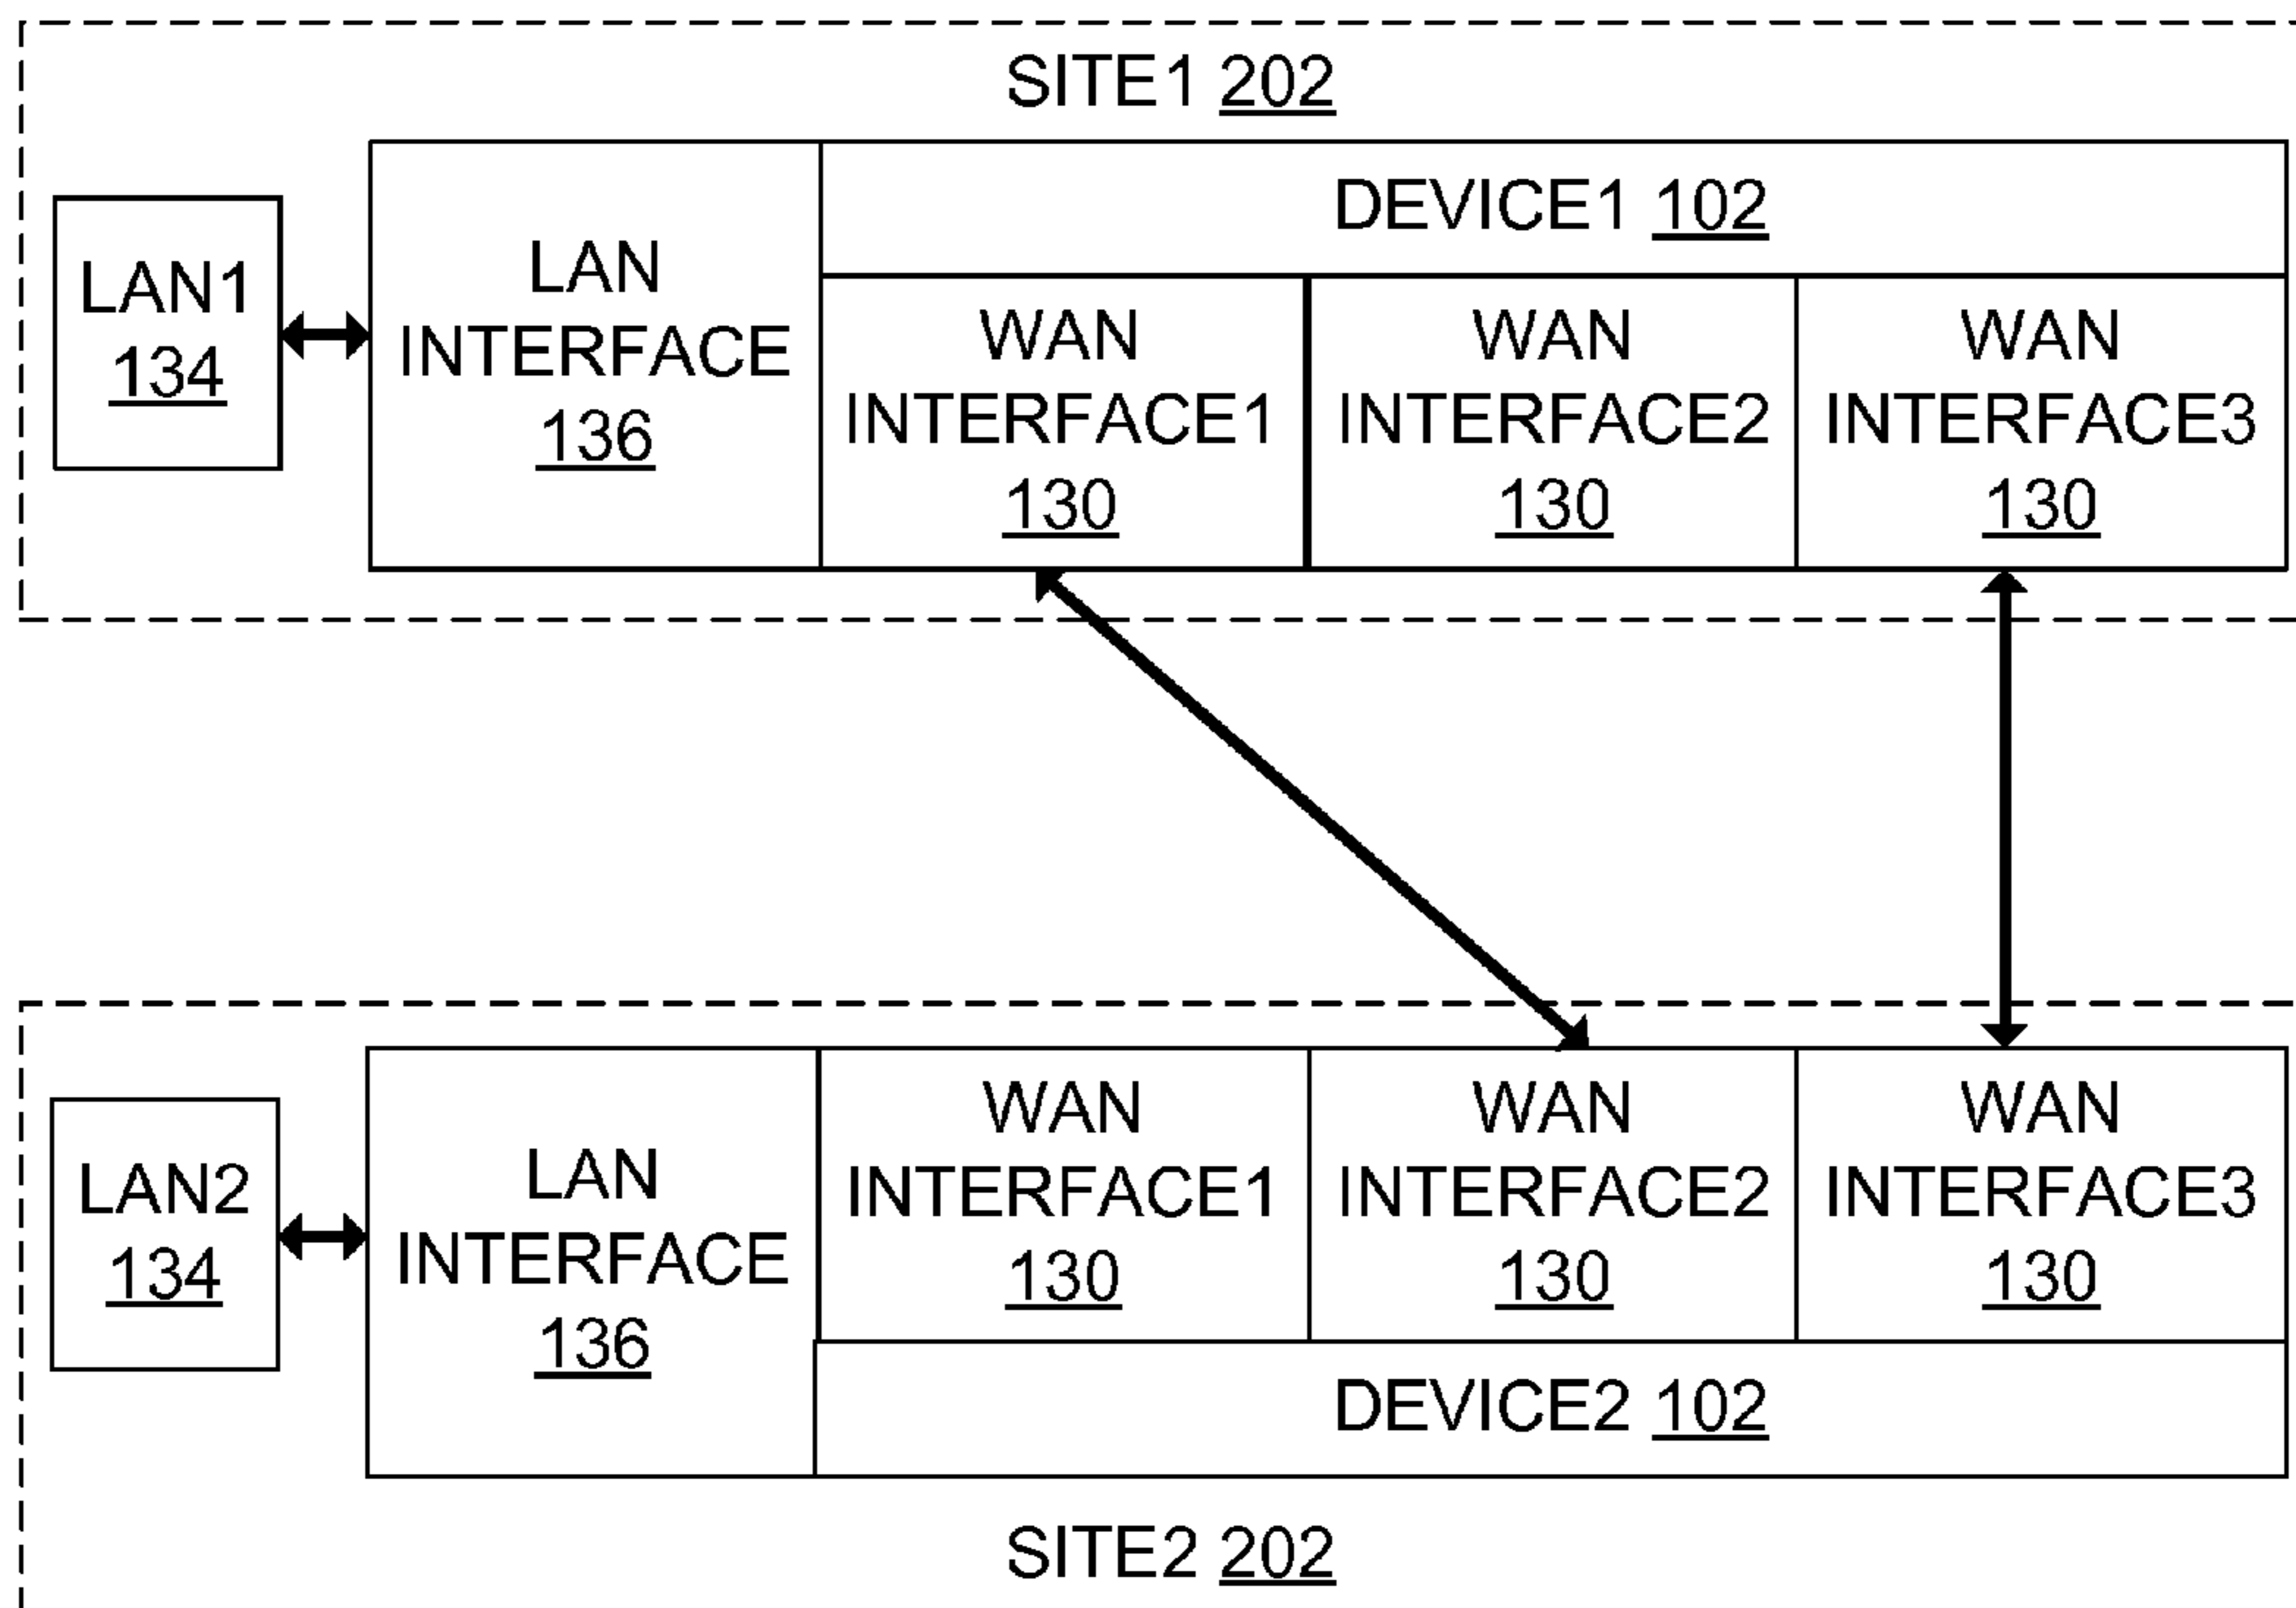 SITE1 202
DEVICE1 102
LAN1
134
LAN
INTERFACE
136
WAN
INTERFACE1
130
WAN
INTERFACE2
130
WAN
INTERFACE3
130
LAN2
134
LAN
INTERFACE
136
WAN
INTERFACE1
130
WAN
INTERFACE2
130
WAN
INTERFACE3
130
DEVICE2 102
SITE2 202